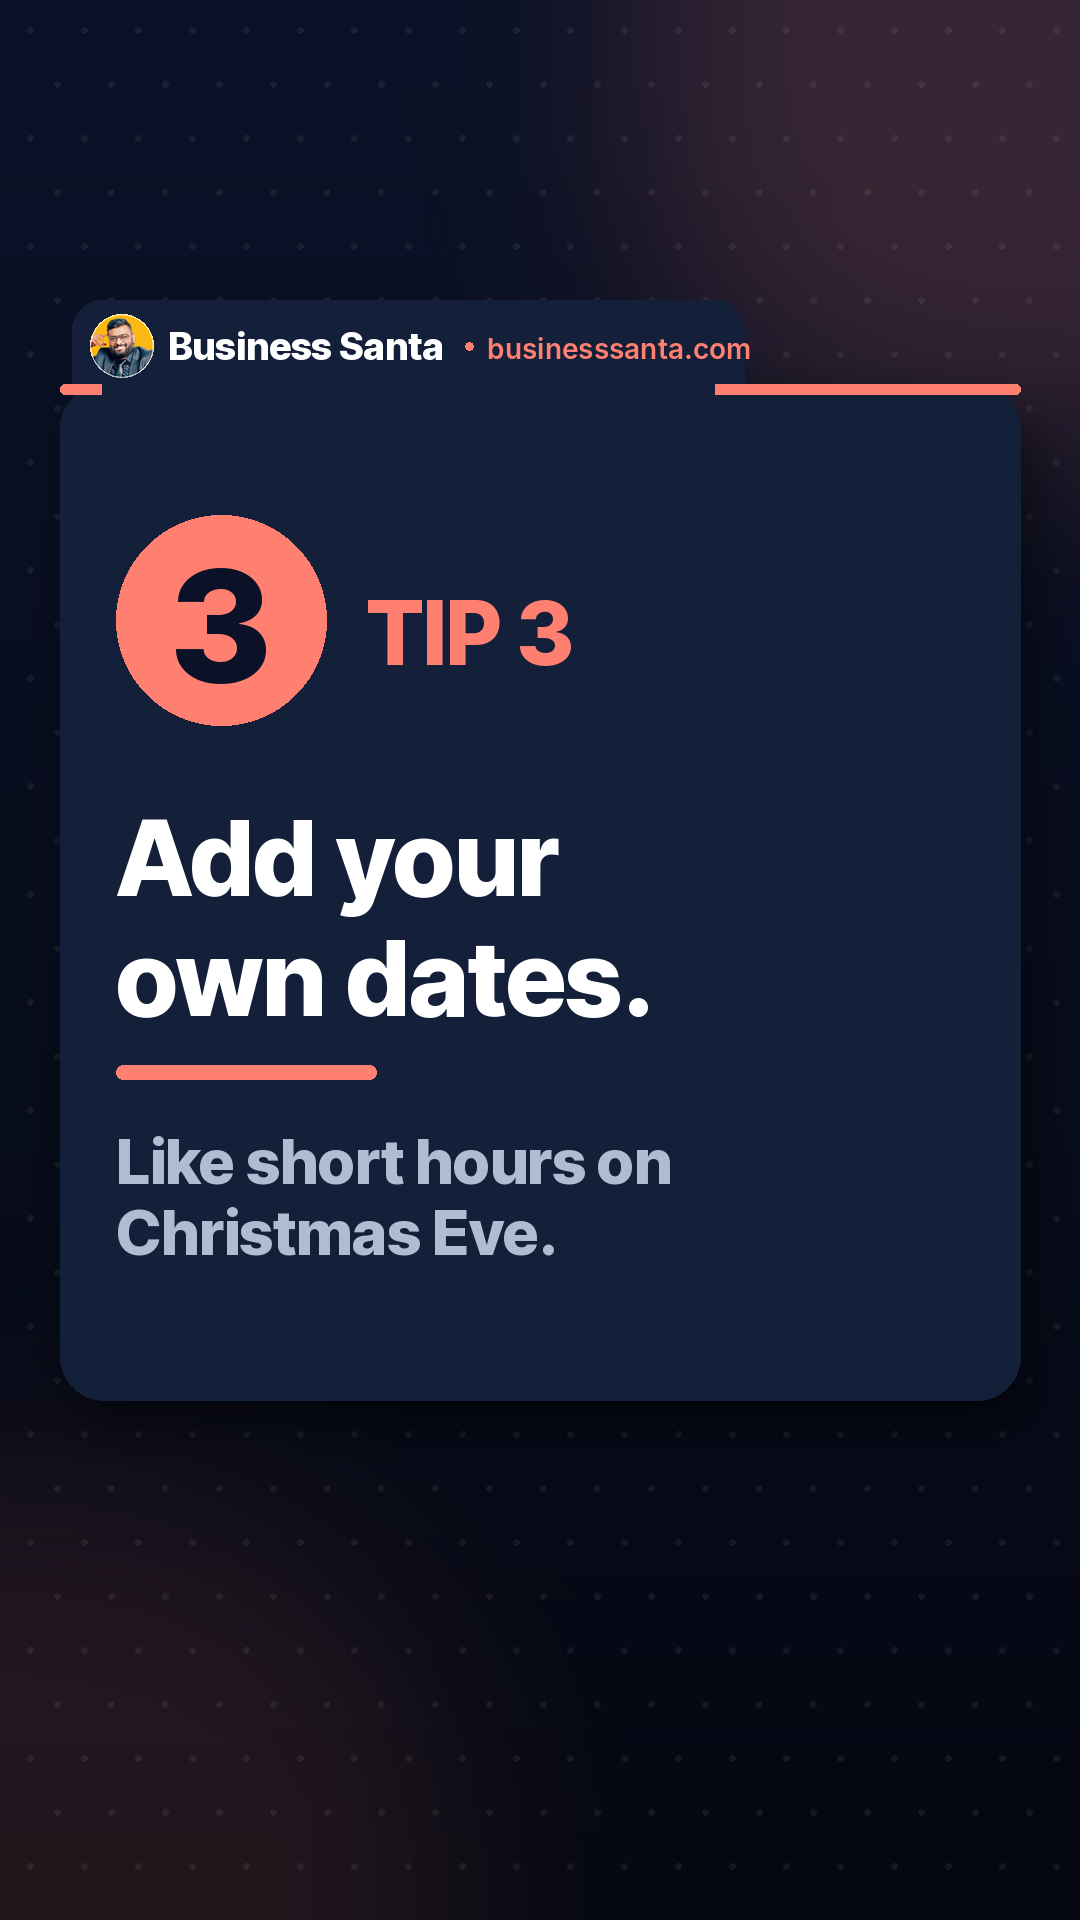 Business Santa • businesssanta.com
3 TIP 3
Add your
own dates.
Like short hours on
Christmas Eve.